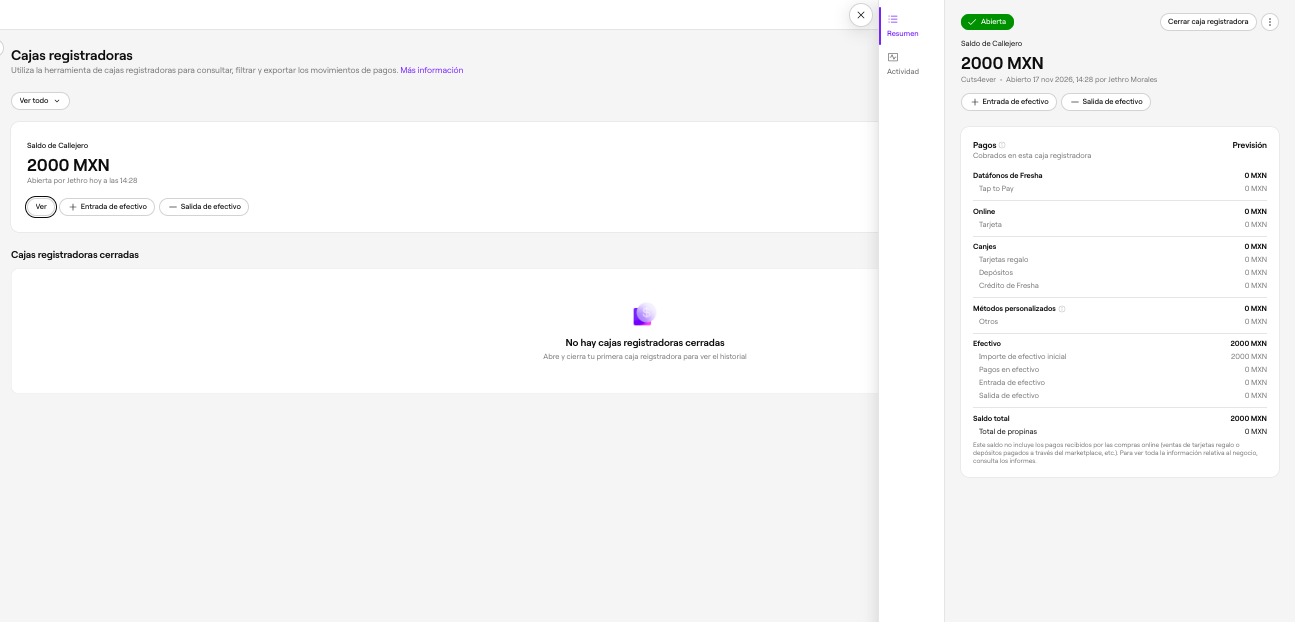 Cajas registradoras
Utiliza la herramienta de cajas registradoras para consultar, filtrar y exportar los movimientos de pagos. Más información
Ver todo
Saldo de Callejero
2000 MXN
Abierta por Jethro hoy a las 14:28
Ver
Entrada de efectivo
Salida de efectivo
Cajas registradoras cerradas
No hay cajas registradoras cerradas
Abre y cierra tu primera caja reigstradora para ver el historial
Resumen
Actividad
Abierta
Cerrar caja registradora
Saldo de Callejero
2000 MXN
Cuts4ever • Abierto 17 nov 2026, 14:28 por Jethro Morales
Entrada de efectivo
Salida de efectivo
Pagos Previsión
Cobrados en esta caja registradora
Datáfonos de Fresha 0 MXN
Tap to Pay 0 MXN
Online 0 MXN
Tarjeta 0 MXN
Canjes 0 MXN
Tarjetas regalo 0 MXN
Depósitos 0 MXN
Crédito de Fresha 0 MXN
Métodos personalizados 0 MXN
Otros 0 MXN
Efectivo 2000 MXN
Importe de efectivo inicial 2000 MXN
Pagos en efectivo 0 MXN
Entrada de efectivo 0 MXN
Salida de efectivo 0 MXN
Saldo total 2000 MXN
Total de propinas 0 MXN
Este saldo no incluye los pagos recibidos por las compras online (ventas de tarjetas regalo o
depósitos pagados a través del marketplace, etc.). Para ver toda la información relativa al negocio,
consulta los informes.